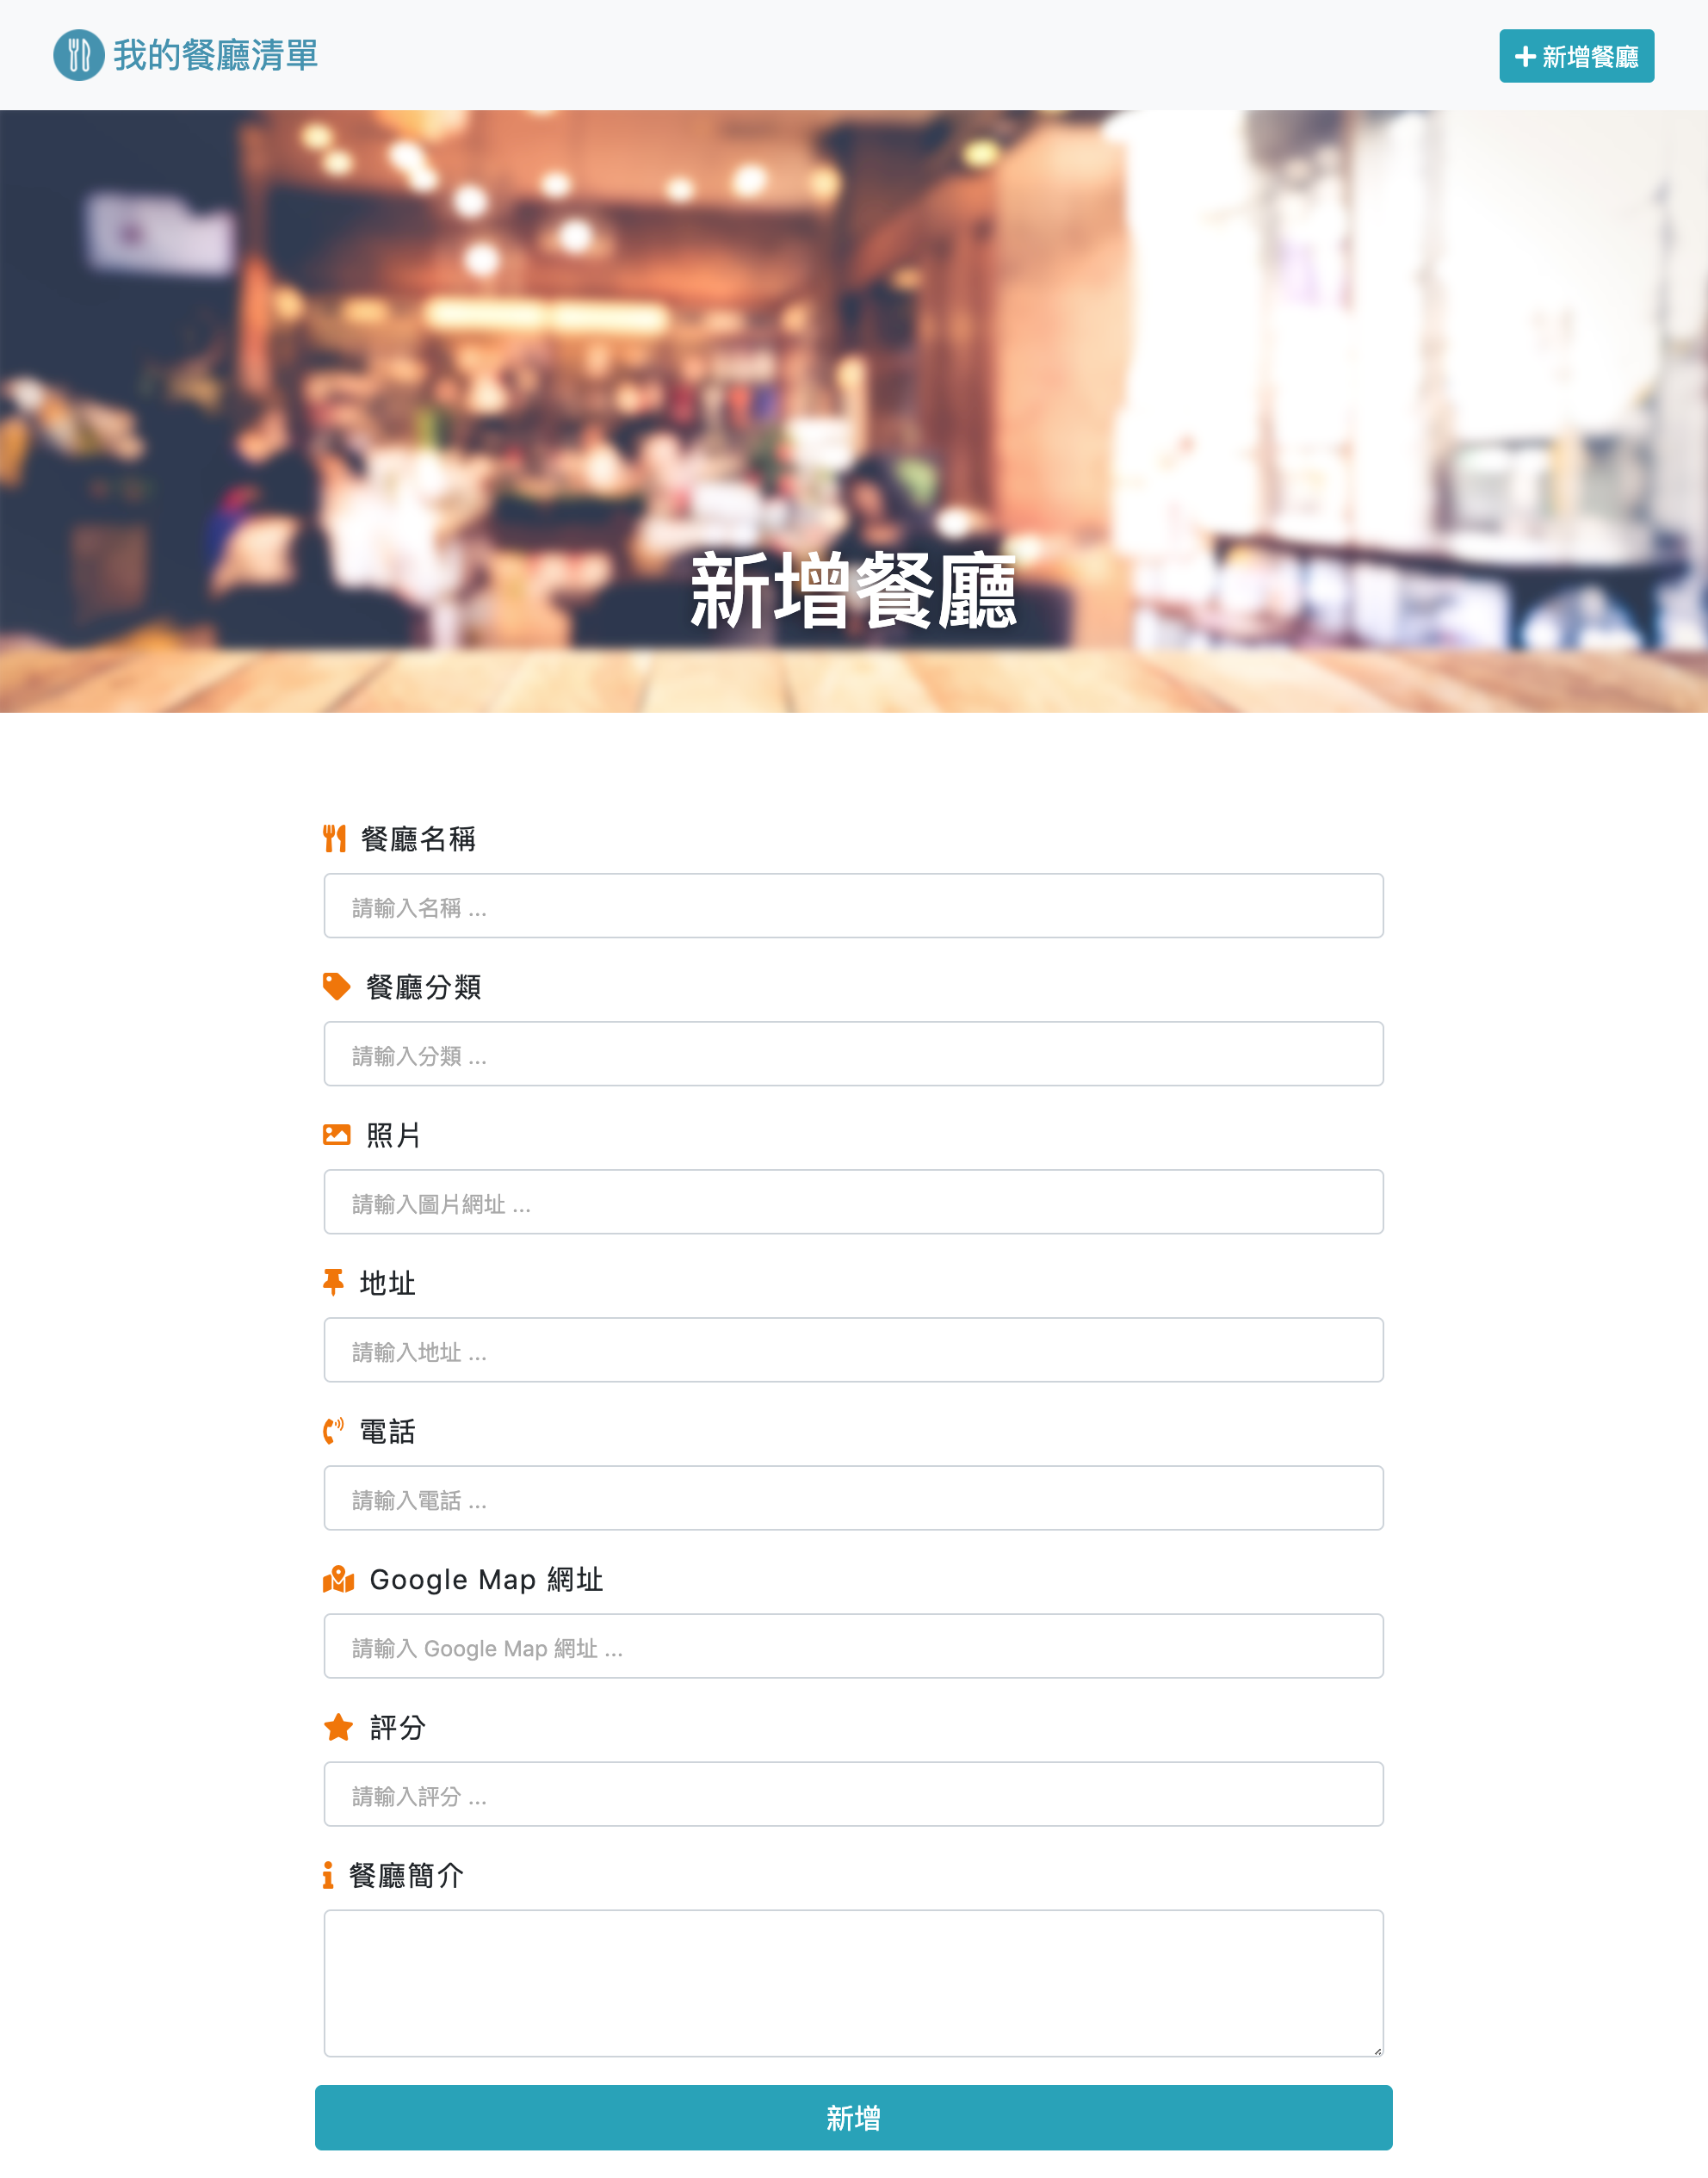 我的餐廳清單
新增餐廳
新增餐廳
餐廳名稱
請輸入名稱 ...
餐廳分類
請輸入分類 ...
照片
請輸入圖片網址 ...
地址
請輸入地址 ...
電話
請輸入電話 ...
Google Map 網址
請輸入 Google Map 網址 ...
評分
請輸入評分 ...
餐廳簡介
新增